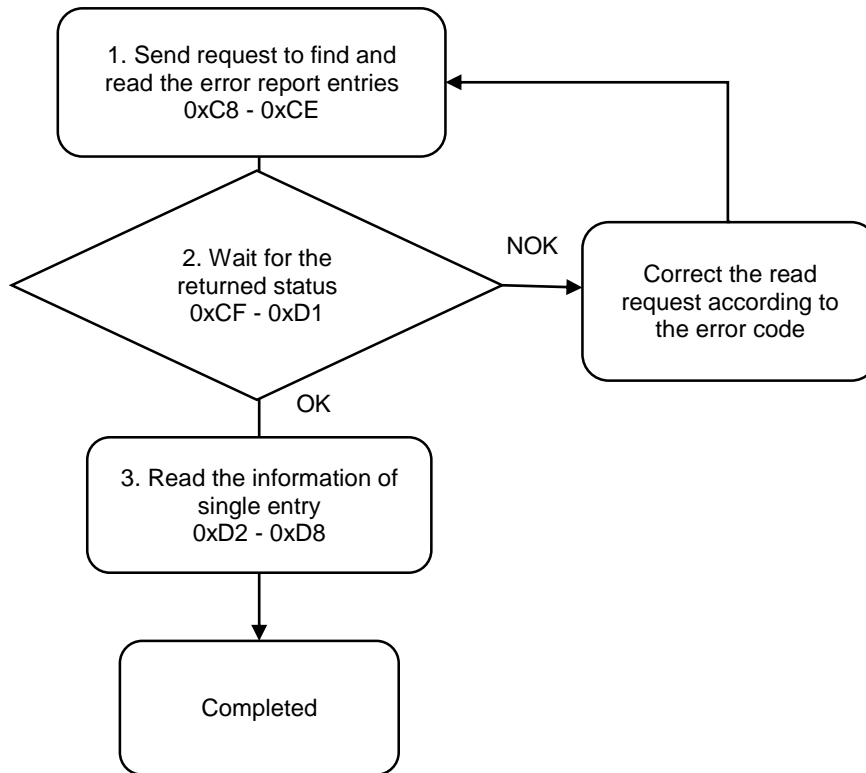 1. Send request to find and
read the error report entries
0xC8 - 0xCE
2. Wait for the
returned status
0xCF - 0xD1
NOK
Correct the read
request according to
the error code
OK
3. Read the information of
single entry
0xD2 - 0xD8
Completed